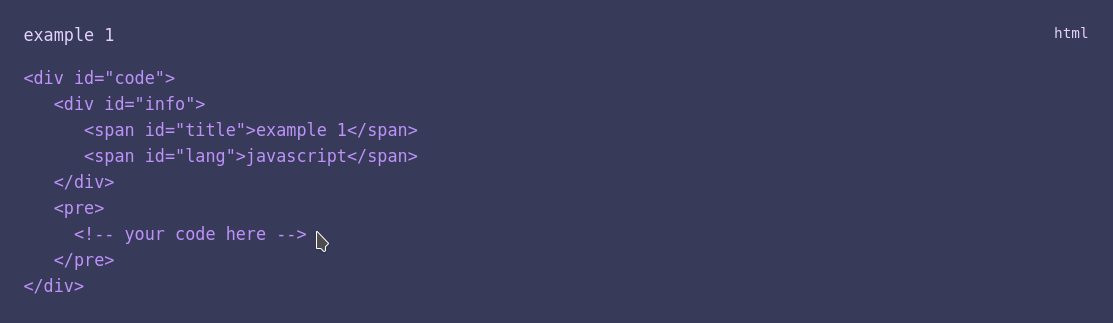 example 1
html
<div id="code">
   <div id="info">
      <span id="title">example 1</span>
      <span id="lang">javascript</span>
   </div>
   <pre>
     <!-- your code here -->
   </pre>
</div>